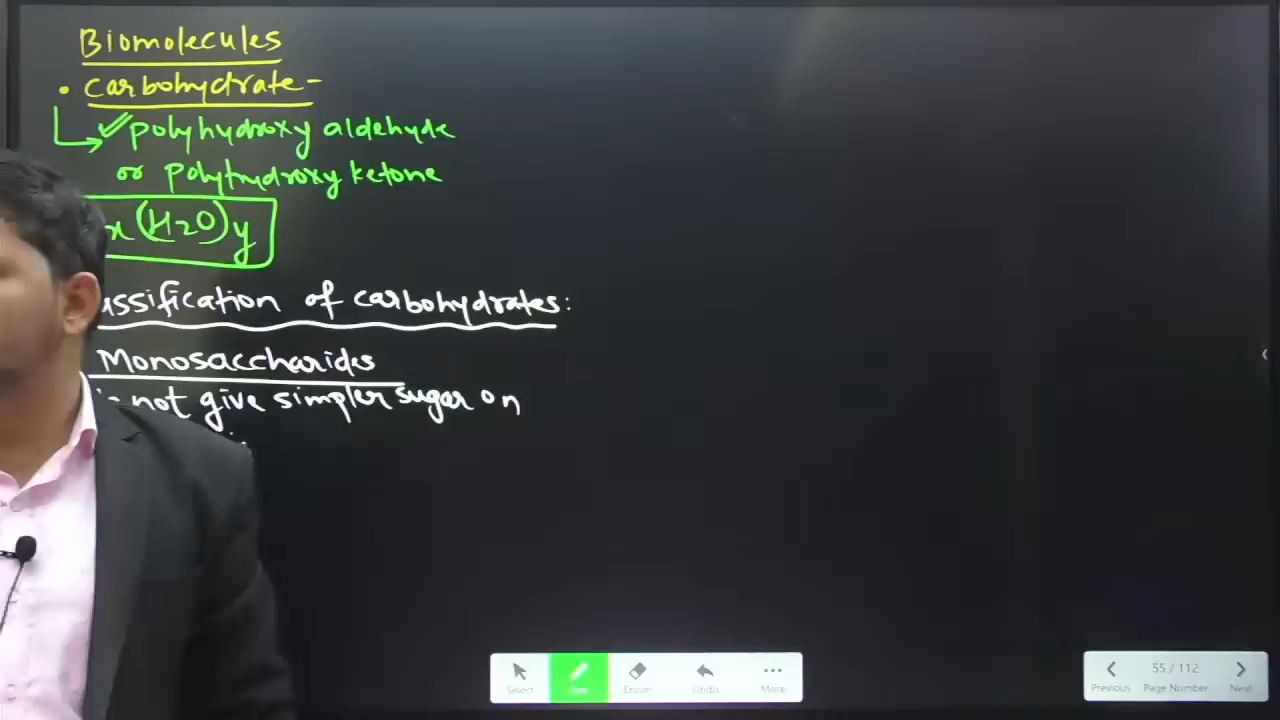 Biomolecules
• Carbohydrate -
polyhydroxy aldehyde
or polyhydroxy ketone
x(H2O)y
assification of carbohydrates:
Monosaccharides
not give simpler sugar on
Select
Eraser
Undo
More
55 / 112
Previous Page Number Next